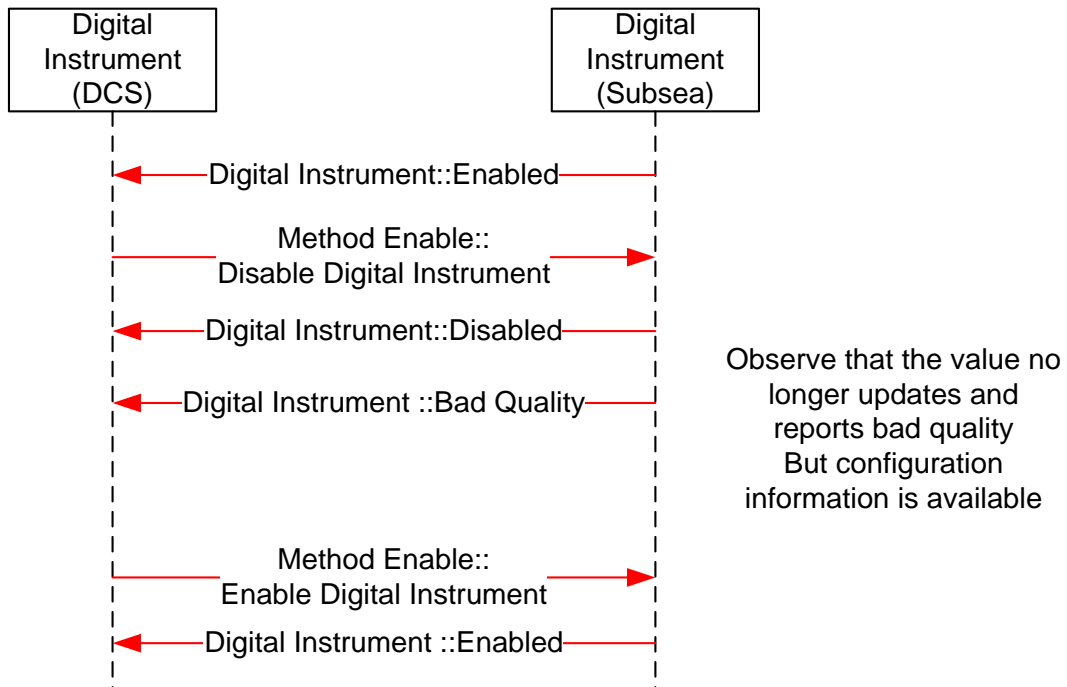 Digital
Instrument
(DCS)
Digital
Instrument
(Subsea)
Digital Instrument::Enabled
Method Enable::
Disable Digital Instrument
Digital Instrument::Disabled
Digital Instrument ::Bad Quality
Observe that the value no
longer updates and
reports bad quality
But configuration
information is available
Method Enable::
Enable Digital Instrument
Digital Instrument ::Enabled